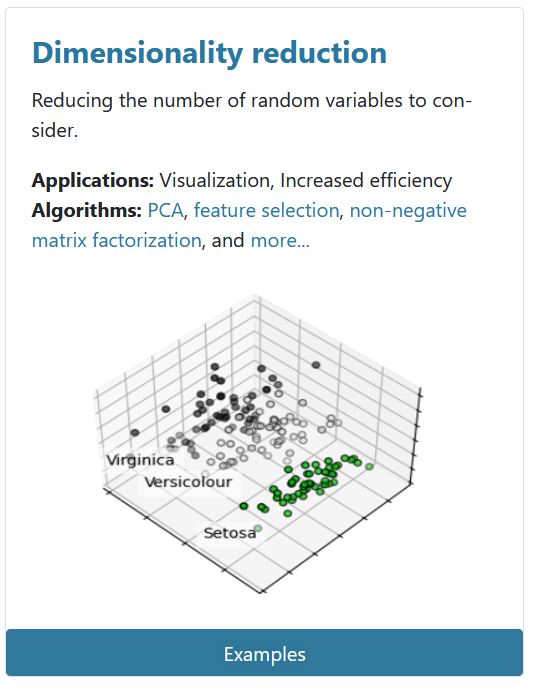 Dimensionality reduction
Reducing the number of random variables to con-
sider.
Applications: Visualization, Increased efficiency
Algorithms: PCA, feature selection, non-negative
matrix factorization, and more...
Virginica
Versicolour
Setosa
Examples